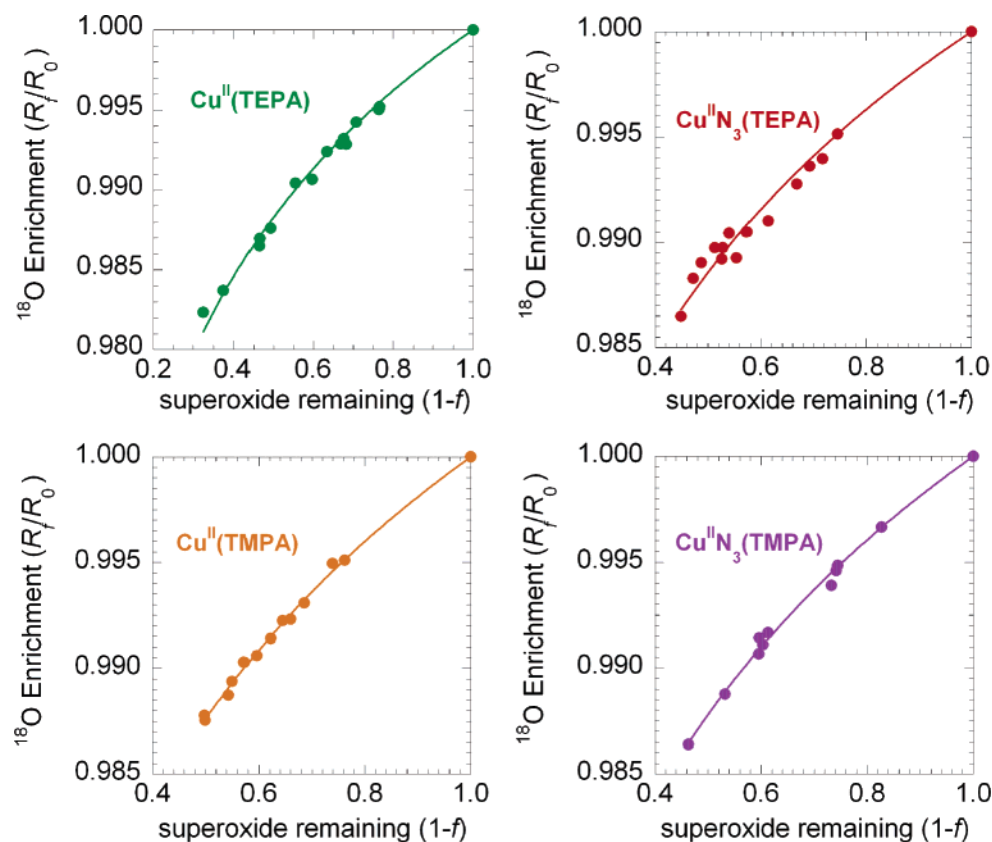 1.000
0.995
0.990
0.985
0.980
¹⁸O Enrichment (R_f/R_0)
Cu^II(TEPA)
0.2 0.4 0.6 0.8 1.0
superoxide remaining (1-f)
1.000
0.995
0.990
0.985
¹⁸O Enrichment (R_f/R_0)
Cu^IIN_3(TEPA)
0.4 0.6 0.8 1.0
superoxide remaining (1-f)
1.000
0.995
0.990
0.985
¹⁸O Enrichment (R_f/R_0)
Cu^II(TMPA)
0.4 0.6 0.8 1.0
superoxide remaining (1-f)
1.000
0.995
0.990
0.985
¹⁸O Enrichment (R_f/R_0)
Cu^IIN_3(TMPA)
0.4 0.6 0.8 1.0
superoxide remaining (1-f)